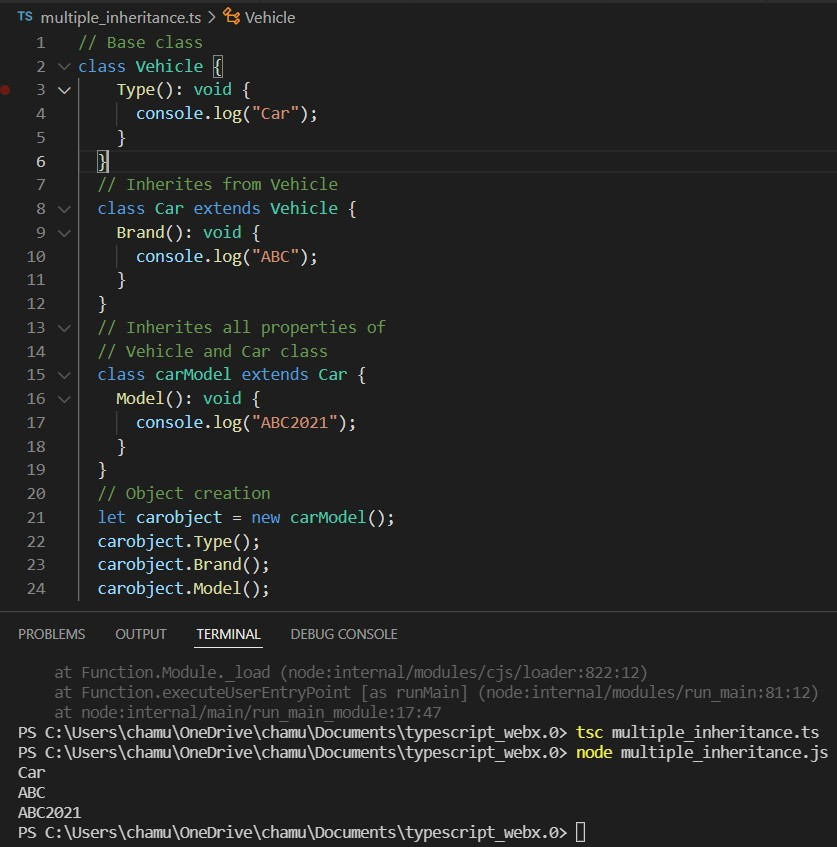 TS multiple_inheritance.ts > Vehicle
1 // Base class
2 class Vehicle {
3 Type(): void {
4 console.log("Car");
5 }
6 }
7 // Inherites from Vehicle
8 class Car extends Vehicle {
9 Brand(): void {
10 console.log("ABC");
11 }
12 }
13 // Inherites all properties of
14 // Vehicle and Car class
15 class carModel extends Car {
16 Model(): void {
17 console.log("ABC2021");
18 }
19 }
20 // Object creation
21 let carobject = new carModel();
22 carobject.Type();
23 carobject.Brand();
24 carobject.Model();
PROBLEMS OUTPUT TERMINAL DEBUG CONSOLE
at Function.Module._load (node:internal/modules/cjs/loader:822:12)
at Function.executeUserEntryPoint [as runMain] (node:internal/modules/run_main:81:12)
at node:internal/main/run_main_module:17:47
PS C:\Users\chamu\OneDrive\chamu\Documents\typescript_webx.0> tsc multiple_inheritance.ts
PS C:\Users\chamu\OneDrive\chamu\Documents\typescript_webx.0> node multiple_inheritance.js
Car
ABC
ABC2021
PS C:\Users\chamu\OneDrive\chamu\Documents\typescript_webx.0>